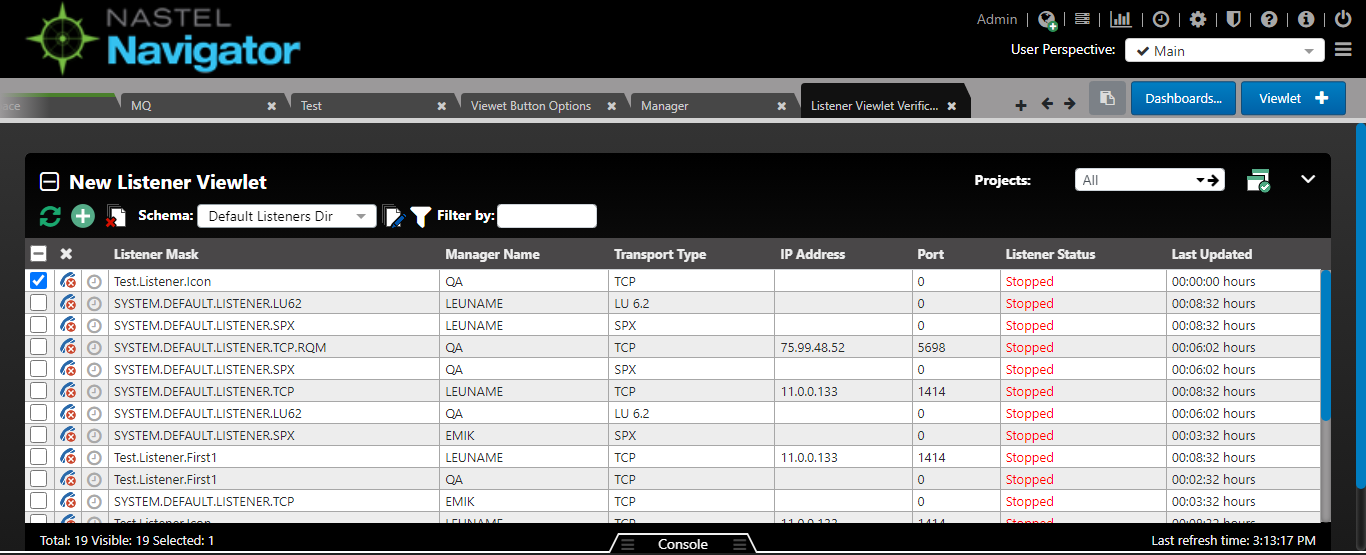 NASTEL
Navigator
Admin
User Perspective: Main
ace MQ Test Viewet Button Options Manager Listener Viewlet Verific... Dashboards... Viewlet
New Listener Viewlet Projects: All
Schema: Default Listeners Dir Filter by:
Listener Mask Manager Name Transport Type IP Address Port Listener Status Last Updated
Test.Listener.Icon QA TCP 0 Stopped 00:00:00 hours
SYSTEM.DEFAULT.LISTENER.LU62 LEUNAME LU 6.2 0 Stopped 00:08:32 hours
SYSTEM.DEFAULT.LISTENER.SPX LEUNAME SPX 0 Stopped 00:08:32 hours
SYSTEM.DEFAULT.LISTENER.TCP.RQM QA TCP 75.99.48.52 5698 Stopped 00:06:02 hours
SYSTEM.DEFAULT.LISTENER.SPX QA SPX 0 Stopped 00:06:02 hours
SYSTEM.DEFAULT.LISTENER.TCP LEUNAME TCP 11.0.0.133 1414 Stopped 00:08:32 hours
SYSTEM.DEFAULT.LISTENER.LU62 QA LU 6.2 0 Stopped 00:06:02 hours
SYSTEM.DEFAULT.LISTENER.SPX EMIK SPX 0 Stopped 00:03:32 hours
Test.Listener.First1 LEUNAME TCP 11.0.0.133 1414 Stopped 00:08:32 hours
Test.Listener.First1 QA TCP 0 Stopped 00:02:32 hours
SYSTEM.DEFAULT.LISTENER.TCP EMIK TCP 0 Stopped 00:03:32 hours
Test.Listener.Icon LEUNAME TCP 11.0.0.133 1414 Stopped 00:08:32 hours
Total: 19 Visible: 19 Selected: 1 Console Last refresh time: 3:13:17 PM